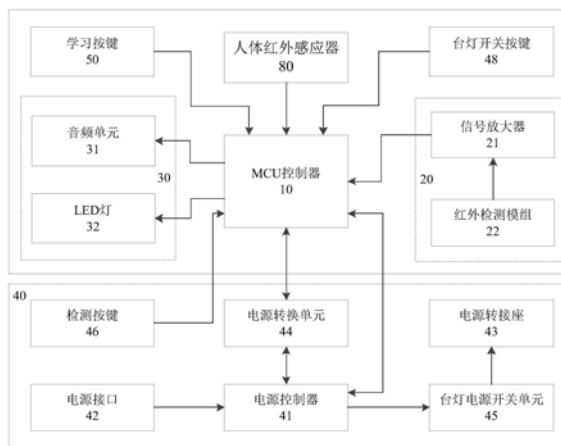 学习按键
50
人体红外感应器
80
台灯开关按键
48
音频单元
31
30
LED灯
32
MCU控制器
10
信号放大器
21
20
红外检测模组
22
40
检测按键
46
电源转换单元
44
电源转接座
43
电源接口
42
电源控制器
41
台灯电源开关单元
45